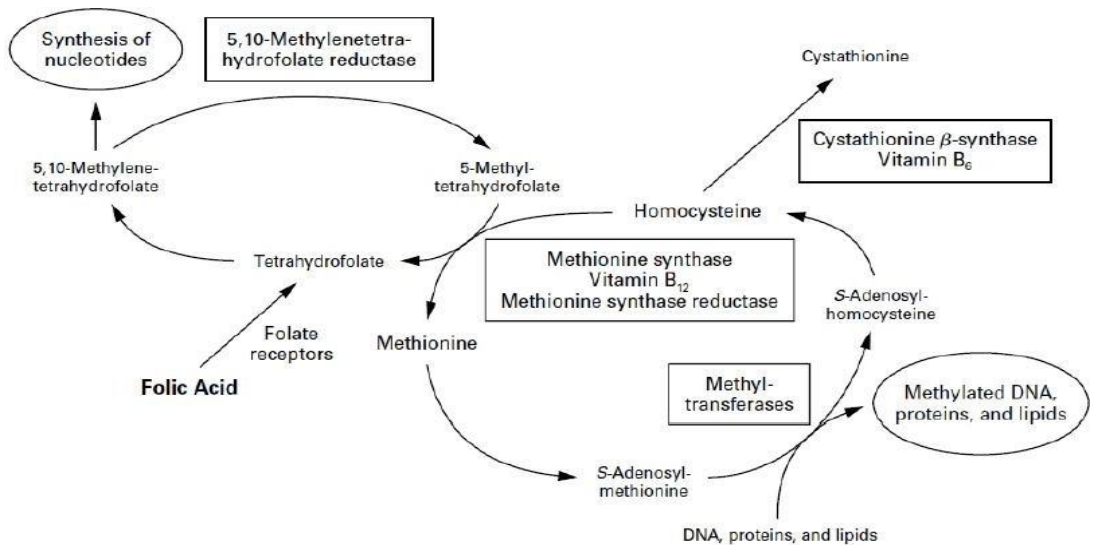 Synthesis of
nucleotides
5,10-Methylenetetra-
hydrofolate reductase
Cystathionine
Cystathionine β-synthase
Vitamin B₆
5,10-Methylene-
tetrahydrofolate
5-Methyl-
tetrahydrofolate
Homocysteine
Tetrahydrofolate
Methionine synthase
Vitamin B₁₂
Methionine synthase reductase
S-Adenosyl-
homocysteine
Folate
receptors
Methionine
Folic Acid
Methyl-
transferases
Methylated DNA,
proteins, and lipids
S-Adenosyl-
methionine
DNA, proteins, and lipids